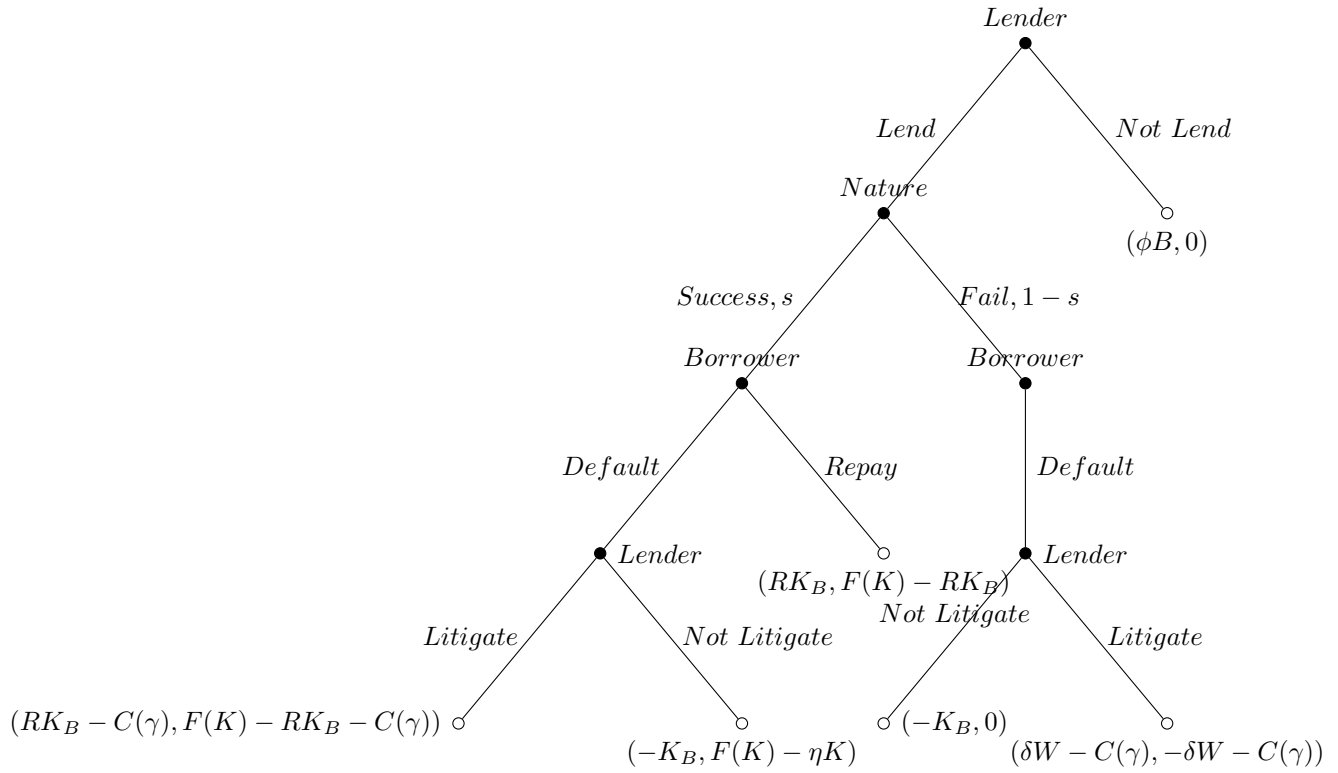 Lender
Lend
Not Lend
Nature
(ϕB, 0)
Success, s
Fail, 1 − s
Borrower
Borrower
Default
Repay
Default
Lender
(RK_B, F(K) − RK_B)
Lender
Not Litigate
Litigate
Not Litigate
Litigate
(RK_B − C(γ), F(K) − RK_B − C(γ))
(−K_B, F(K) − ηK)
(−K_B, 0)
(δW − C(γ), −δW − C(γ))